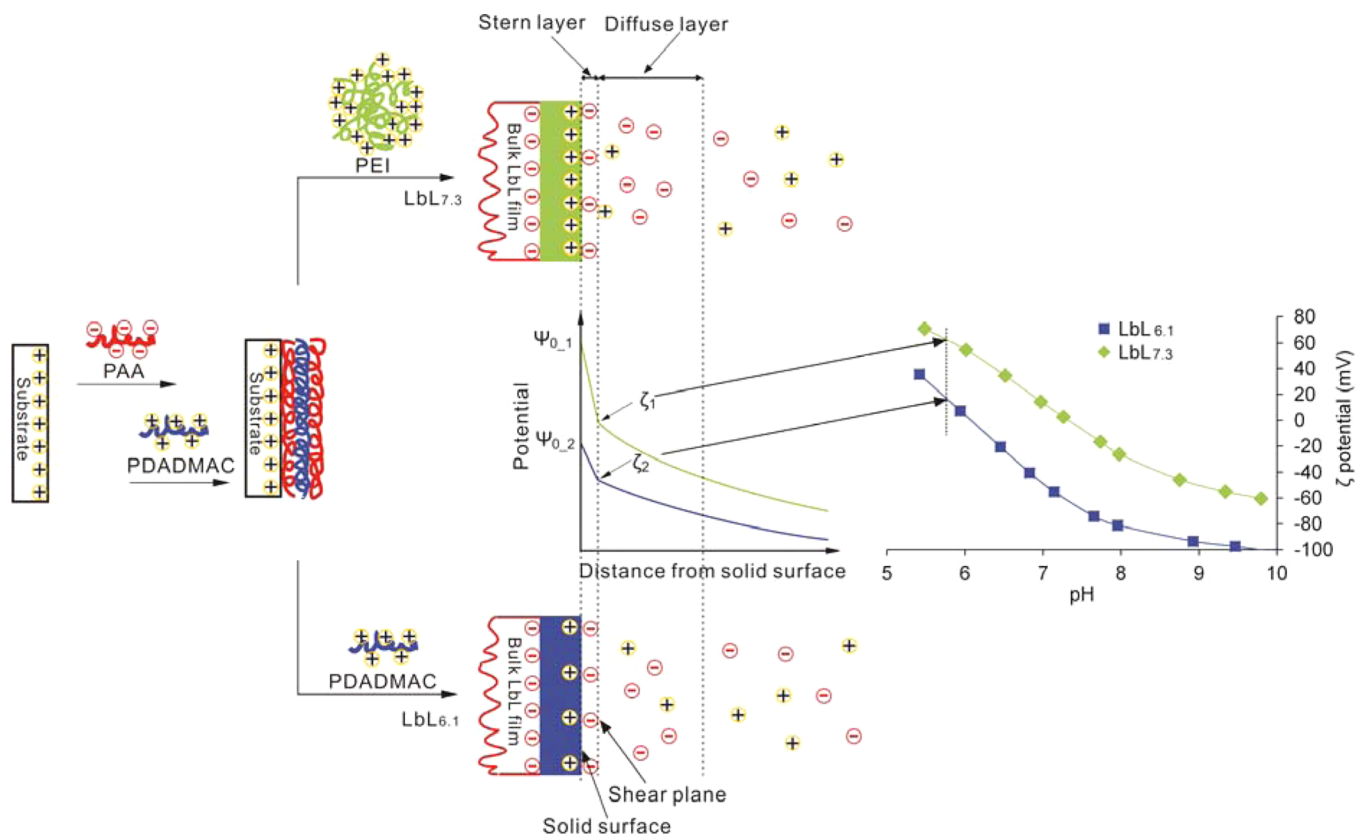 Stern layer
Diffuse layer
+
PEI
LbL7.3
Bulk LbL film
Substrate
PAA
PDADMAC
Substrate
Potential
Ψ0_1
Ψ0_2
ζ1
ζ2
Distance from solid surface
LbL 6.1
LbL7.3
80
60
40
20
0
-20
-40
-60
-80
-100
ζ potential (mV)
5 6 7 8 9 10
pH
PDADMAC
LbL6.1
Bulk LbL film
Shear plane
Solid surface